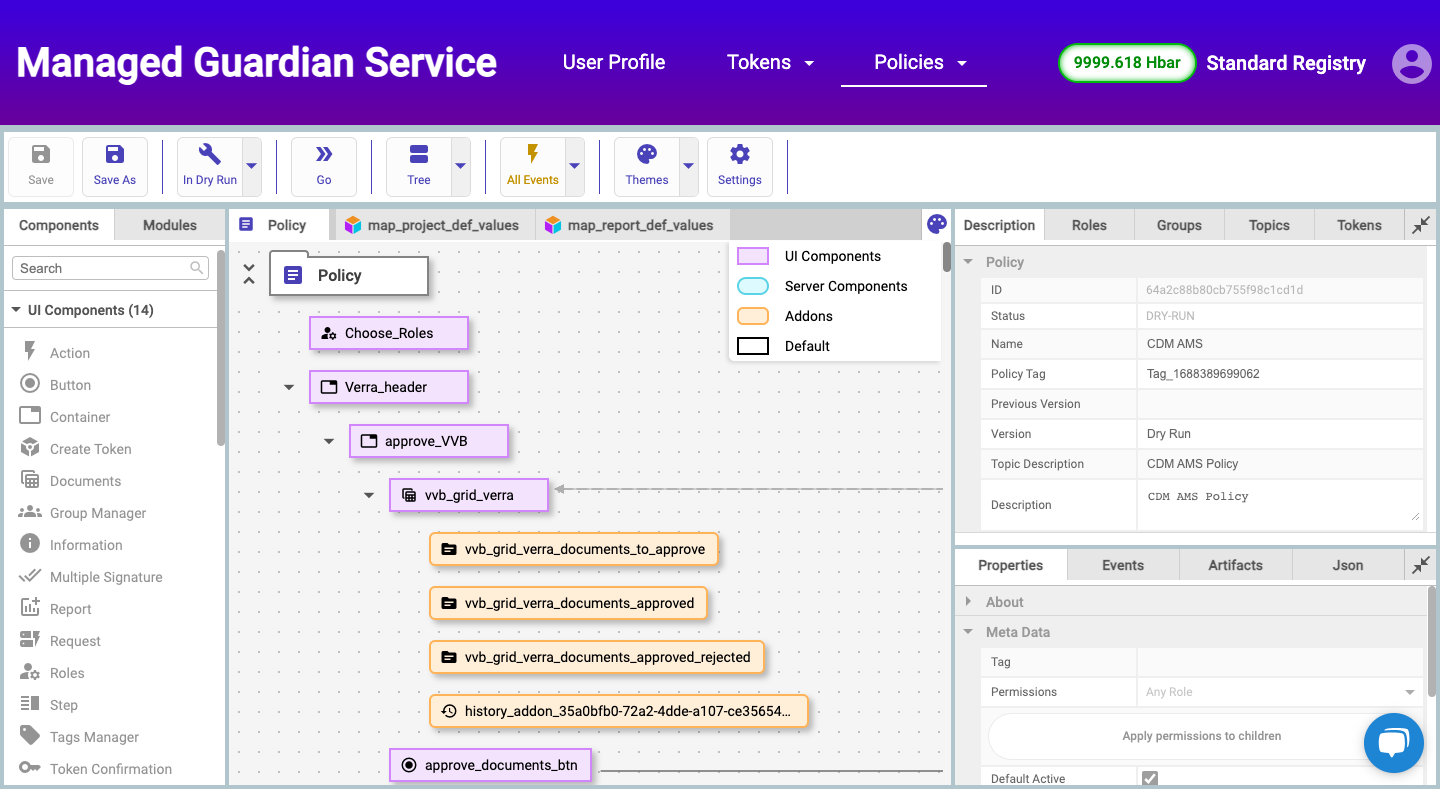 Managed Guardian Service
User Profile
Tokens
Policies
9999.618 Hbar
Standard Registry
Save
Save As
In Dry Run
Go
Tree
All Events
Themes
Settings
Components
Modules
Search
UI Components (14)
Action
Button
Container
Create Token
Documents
Group Manager
Information
Multiple Signature
Report
Request
Roles
Step
Tags Manager
Token Confirmation
Policy
map_project_def_values
map_report_def_values
UI Components
Server Components
Addons
Default
Policy
Choose_Roles
Verra_header
approve_VVB
vvb_grid_verra
vvb_grid_verra_documents_to_approve
vvb_grid_verra_documents_approved
vvb_grid_verra_documents_approved_rejected
history_addon_35a0bfb0-72a2-4dde-a107-ce35654...
approve_documents_btn
Description
Roles
Groups
Topics
Tokens
Policy
ID 64a2c88b80cb755f98c1cd1d
Status DRY-RUN
Name CDM AMS
Policy Tag Tag_1688389699062
Previous Version
Version Dry Run
Topic Description CDM AMS Policy
Description CDM AMS Policy
Properties
Events
Artifacts
Json
About
Meta Data
Tag
Permissions Any Role
Apply permissions to children
Default Active